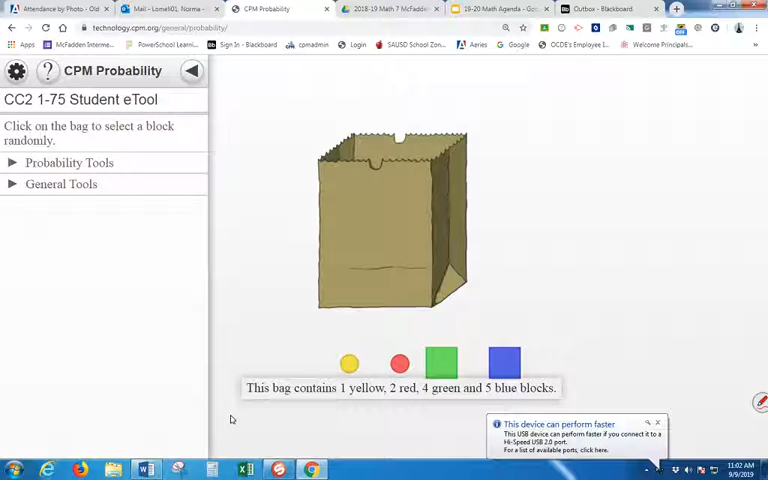 Attendance by Photo - Old
Mail - Lomeli01, Norma -
CPM Probability
2018-19 Math 7 McFadden
19-20 Math Agenda - Goo
Outbox - Blackboard
technology.cpm.org/general/probability/
Apps
McFadden Interme...
PowerSchool Learni...
Sign In - Blackboard
cpmadmin
Kahoot
SAUSD School Zon...
Aeries
Google
OCDE's Employee I...
Welcome Principals...
CPM Probability
CC2 1-75 Student eTool
Click on the bag to select a block
randomly.
Probability Tools
General Tools
This bag contains 1 yellow, 2 red, 4 green and 5 blue blocks.
This device can perform faster
This USB device can perform faster if you connect it to a
Hi-Speed USB 2.0 port.
For a list of available ports, click here.
11:02 AM
9/9/2019